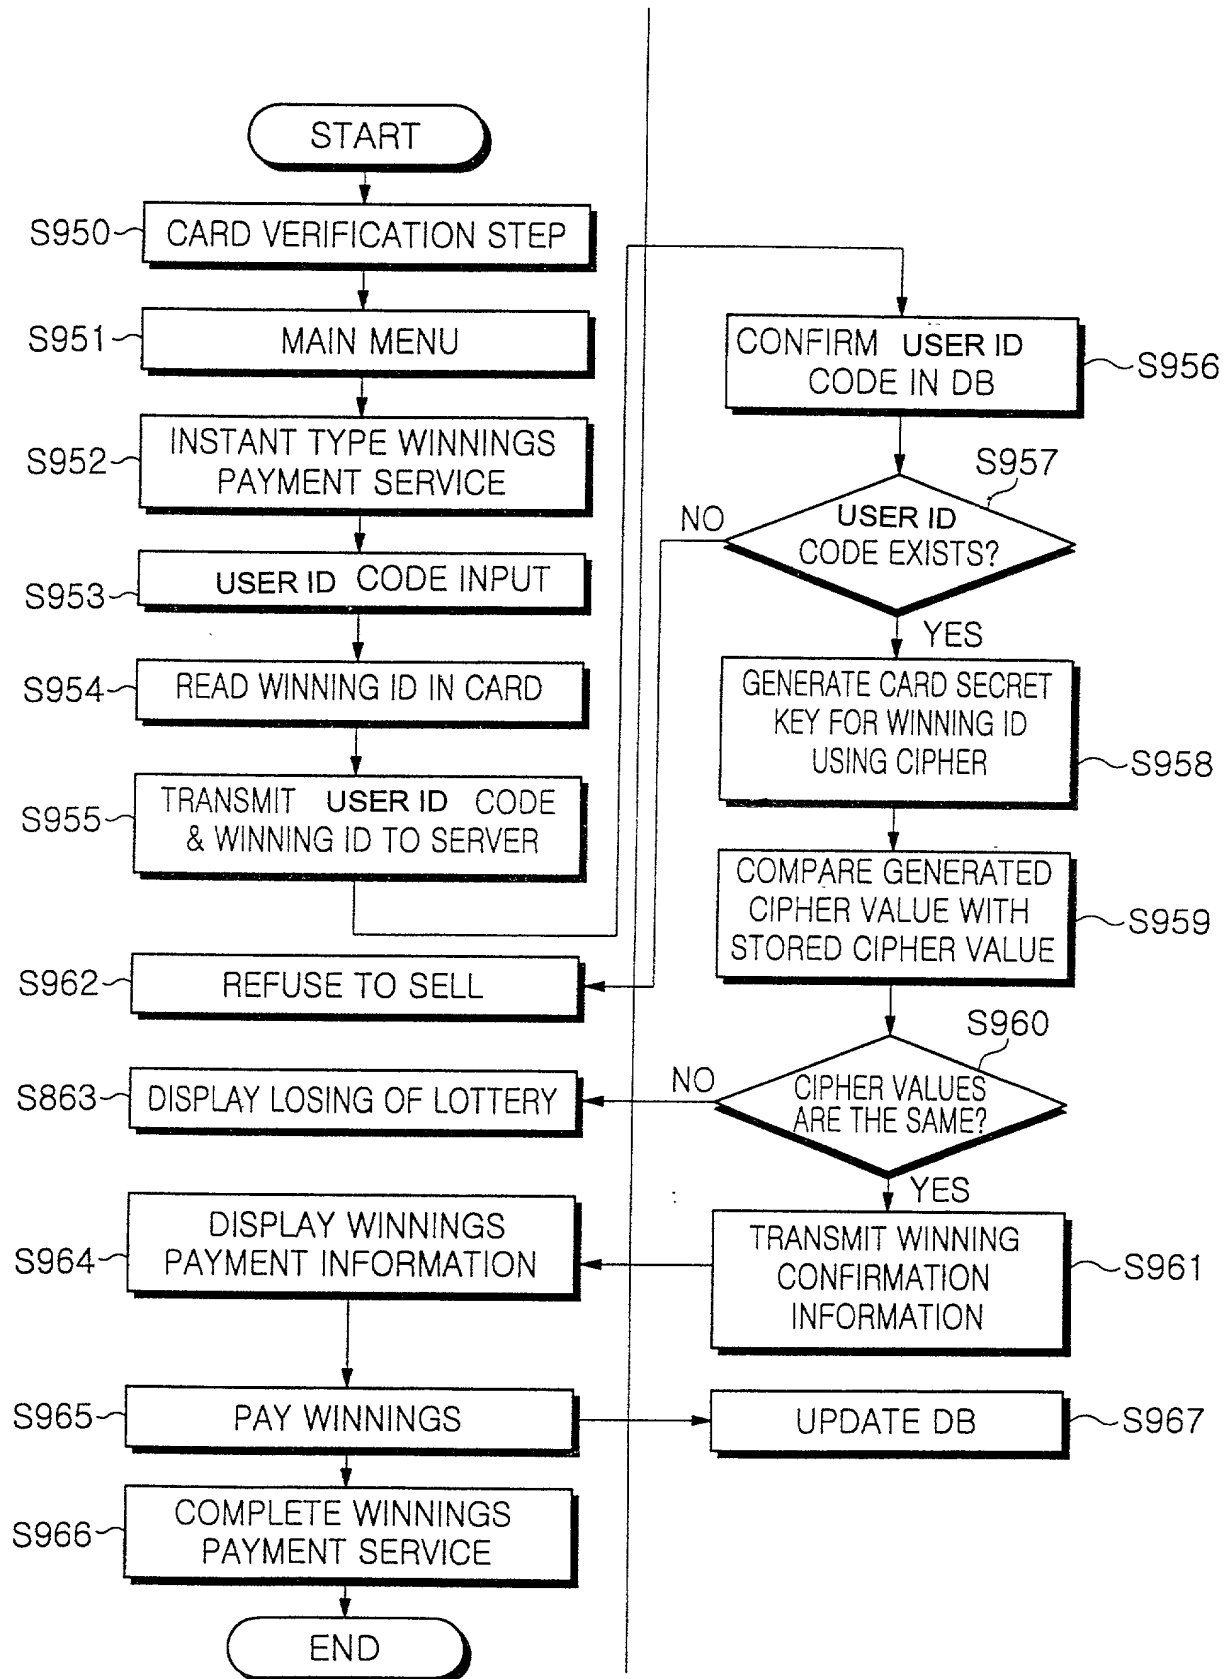 START
S950
CARD VERIFICATION STEP
S951
MAIN MENU
S952
INSTANT TYPE WINNINGS
PAYMENT SERVICE
S953
USER ID CODE INPUT
S954
READ WINNING ID IN CARD
S955
TRANSMIT USER ID CODE
& WINNING ID TO SERVER
CONFIRM USER ID
CODE IN DB
S956
S957
USER ID
CODE EXISTS?
NO
YES
GENERATE CARD SECRET
KEY FOR WINNING ID
USING CIPHER
S958
COMPARE GENERATED
CIPHER VALUE WITH
STORED CIPHER VALUE
S959
S962
REFUSE TO SELL
S960
CIPHER VALUES
ARE THE SAME?
NO
YES
S863
DISPLAY LOSING OF LOTTERY
TRANSMIT WINNING
CONFIRMATION
INFORMATION
S961
S964
DISPLAY WINNINGS
PAYMENT INFORMATION
S965
PAY WINNINGS
UPDATE DB
S967
S966
COMPLETE WINNINGS
PAYMENT SERVICE
END